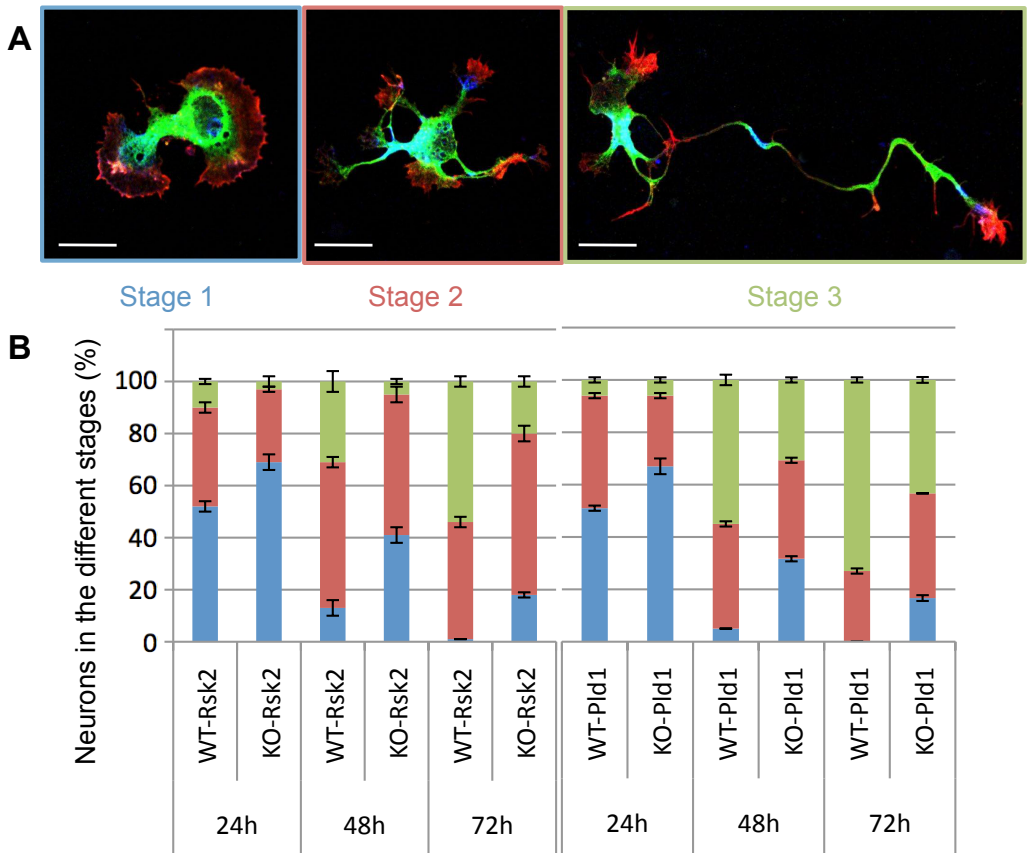 A
Stage 1
Stage 2
Stage 3
B
Neurons in the different stages (%)
100
80
60
40
20
0
WT-Rsk2
KO-Rsk2
WT-Rsk2
KO-Rsk2
WT-Rsk2
KO-Rsk2
WT-Pld1
KO-Pld1
WT-Pld1
KO-Pld1
WT-Pld1
KO-Pld1
24h
48h
72h
24h
48h
72h